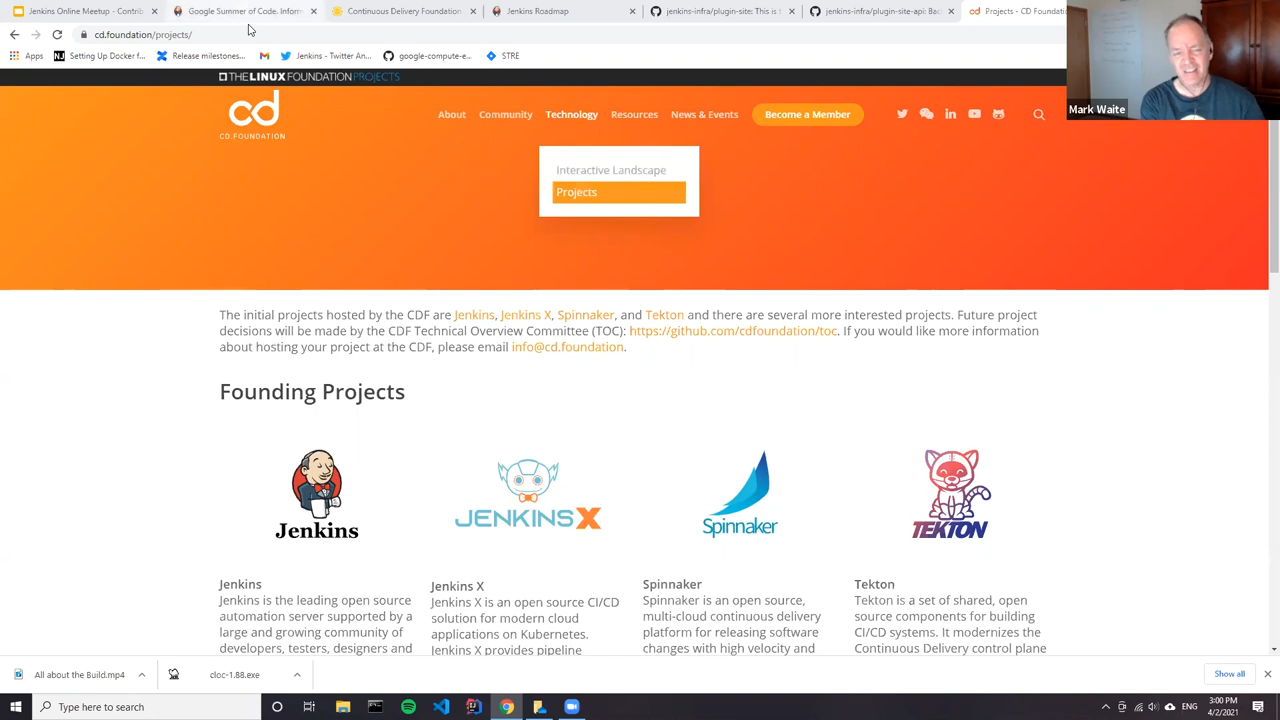 Jenkins Online Meetup - Contrib
Google Summer of Code. Inform
Continuous Delivery Foundation
Jenkins Roadmap
jenkins-infra/plugin-site: This is t
jenkins-infra/plugin-site-api: Bac
Projects - CD Founda
cd.foundation/projects/
Apps
Setting Up Docker f...
Release milestones...
Jenkins - Twitter An...
google-compute-e...
STRE
THE LINUX FOUNDATION PROJECTS
Mark Waite
cd
CD.FOUNDATION
About
Community
Technology
Resources
News & Events
Become a Member
Interactive Landscape
Projects
The initial projects hosted by the CDF are Jenkins, Jenkins X, Spinnaker, and Tekton and there are several more interested projects. Future project
decisions will be made by the CDF Technical Overview Committee (TOC): https://github.com/cdfoundation/toc. If you would like more information
about hosting your project at the CDF, please email info@cd.foundation.
Founding Projects
Jenkins
JENKINS X
Spinnaker
TEKTON
Jenkins
Jenkins is the leading open source
automation server supported by a
large and growing community of
developers, testers, designers and
Jenkins X
Jenkins X is an open source CI/CD
solution for modern cloud
applications on Kubernetes.
Jenkins X provides pipeline
Spinnaker
Spinnaker is an open source,
multi-cloud continuous delivery
platform for releasing software
changes with high velocity and
Tekton
Tekton is a set of shared, open
source components for building
CI/CD systems. It modernizes the
Continuous Delivery control plane
All about the Build.mp4
cloc-1.88.exe
Show all
Type here to search
ENG
3:00 PM
4/2/2021